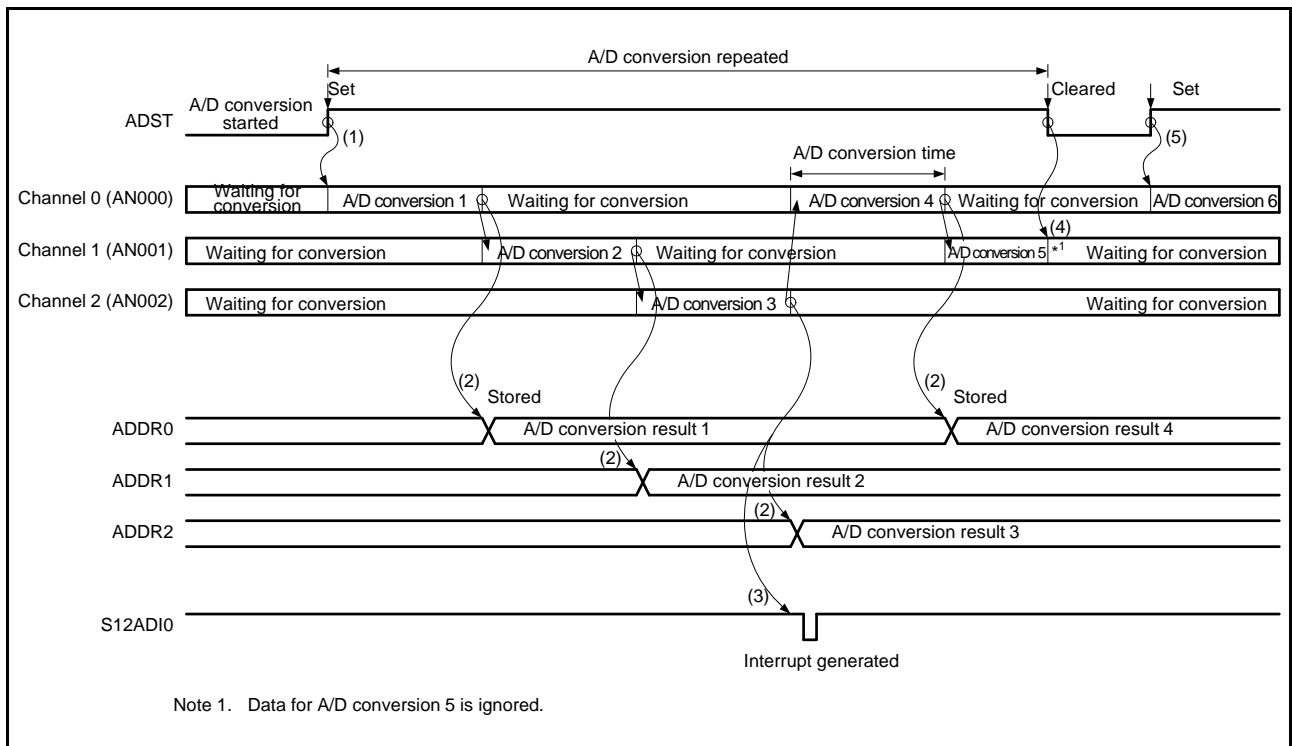 A/D conversion repeated
Set
Cleared
Set
A/D conversion
started
ADST
(1)
(5)
A/D conversion time
Channel 0 (AN000)
Waiting for
conversion
A/D conversion 1
Waiting for conversion
A/D conversion 4
Waiting for conversion
A/D conversion 6
(4)
Channel 1 (AN001)
Waiting for conversion
A/D conversion 2
Waiting for conversion
A/D conversion 5
*1
Waiting for conversion
Channel 2 (AN002)
Waiting for conversion
A/D conversion 3
Waiting for conversion
(2)
Stored
(2)
Stored
ADDR0
A/D conversion result 1
A/D conversion result 4
(2)
ADDR1
A/D conversion result 2
(2)
ADDR2
A/D conversion result 3
(3)
S12ADI0
Interrupt generated
Note 1. Data for A/D conversion 5 is ignored.